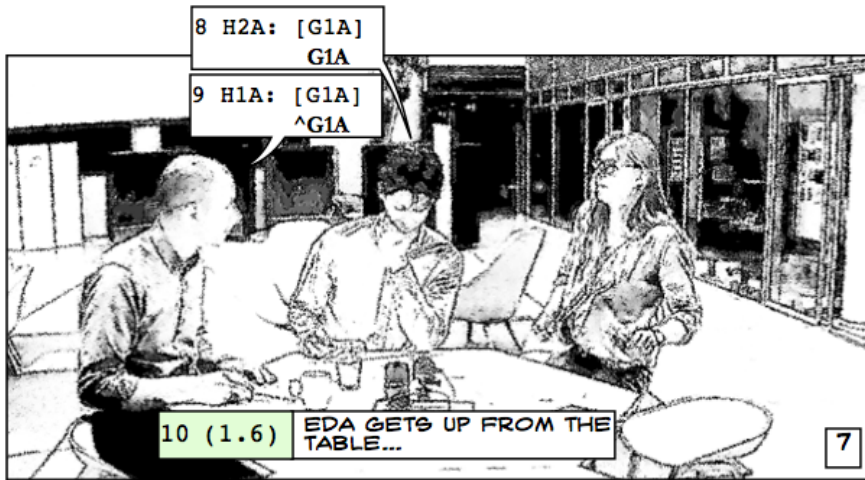 8 H2A: [G1A]
G1A
9 H1A: [G1A]
^G1A
10 (1.6) EDA GETS UP FROM THE
TABLE...
7